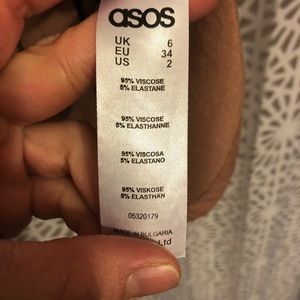 asos
UK 6
EU 34
US 2
95% VISCOSE
5% ELASTANE
95% VISCOSE
5% ELASTHANNE
95% VISCOSA
5% ELASTANO
95% VISKOSE
5% ELASTHAN
05320179
MADE IN BULGARIA
Ltd